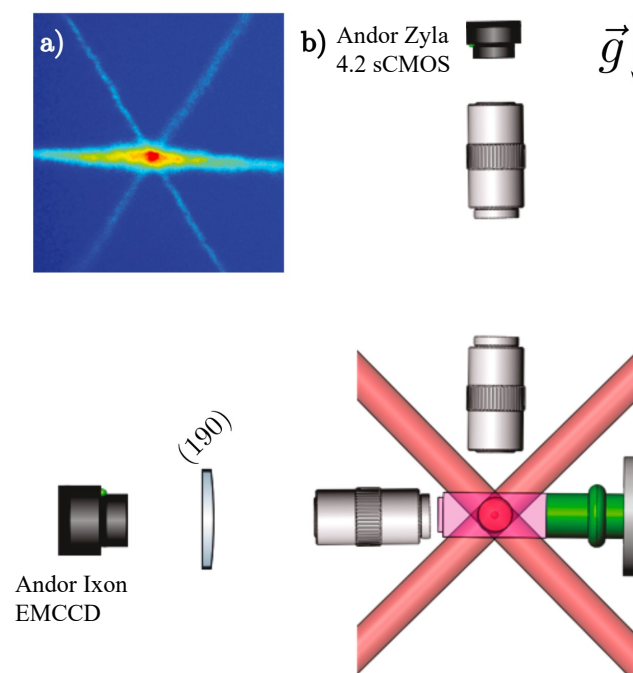 a)
b)
Andor Zyla
4.2 sCMOS
g⃗
(190)
Andor Ixon
EMCCD